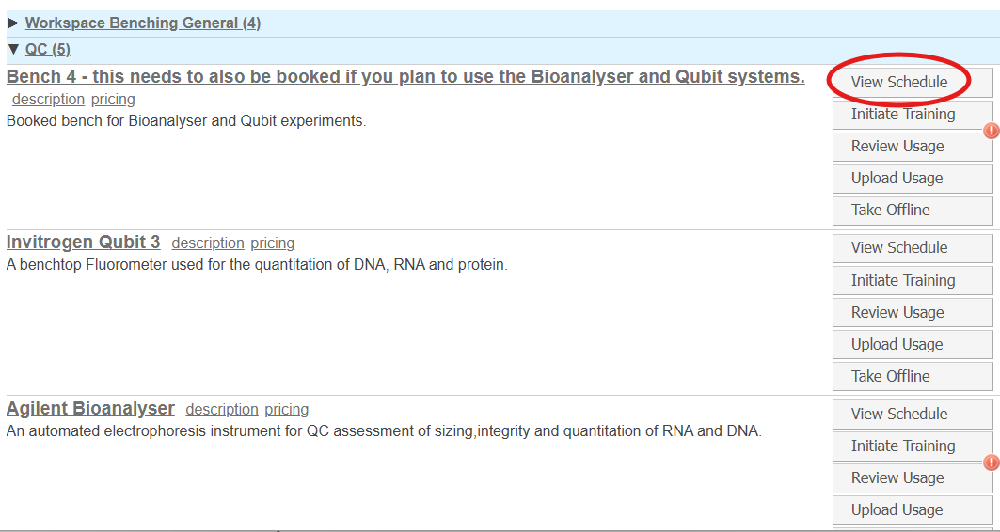 ▶ Workspace Benching General (4)
▼ QC (5)
Bench 4 - this needs to also be booked if you plan to use the Bioanalyser and Qubit systems.
description pricing
Booked bench for Bioanalyser and Qubit experiments.
View Schedule
Initiate Training
Review Usage
Upload Usage
Take Offline
Invitrogen Qubit 3 description pricing
A benchtop Fluorometer used for the quantitation of DNA, RNA and protein.
View Schedule
Initiate Training
Review Usage
Upload Usage
Take Offline
Agilent Bioanalyser description pricing
An automated electrophoresis instrument for QC assessment of sizing,integrity and quantitation of RNA and DNA.
View Schedule
Initiate Training
Review Usage
Upload Usage